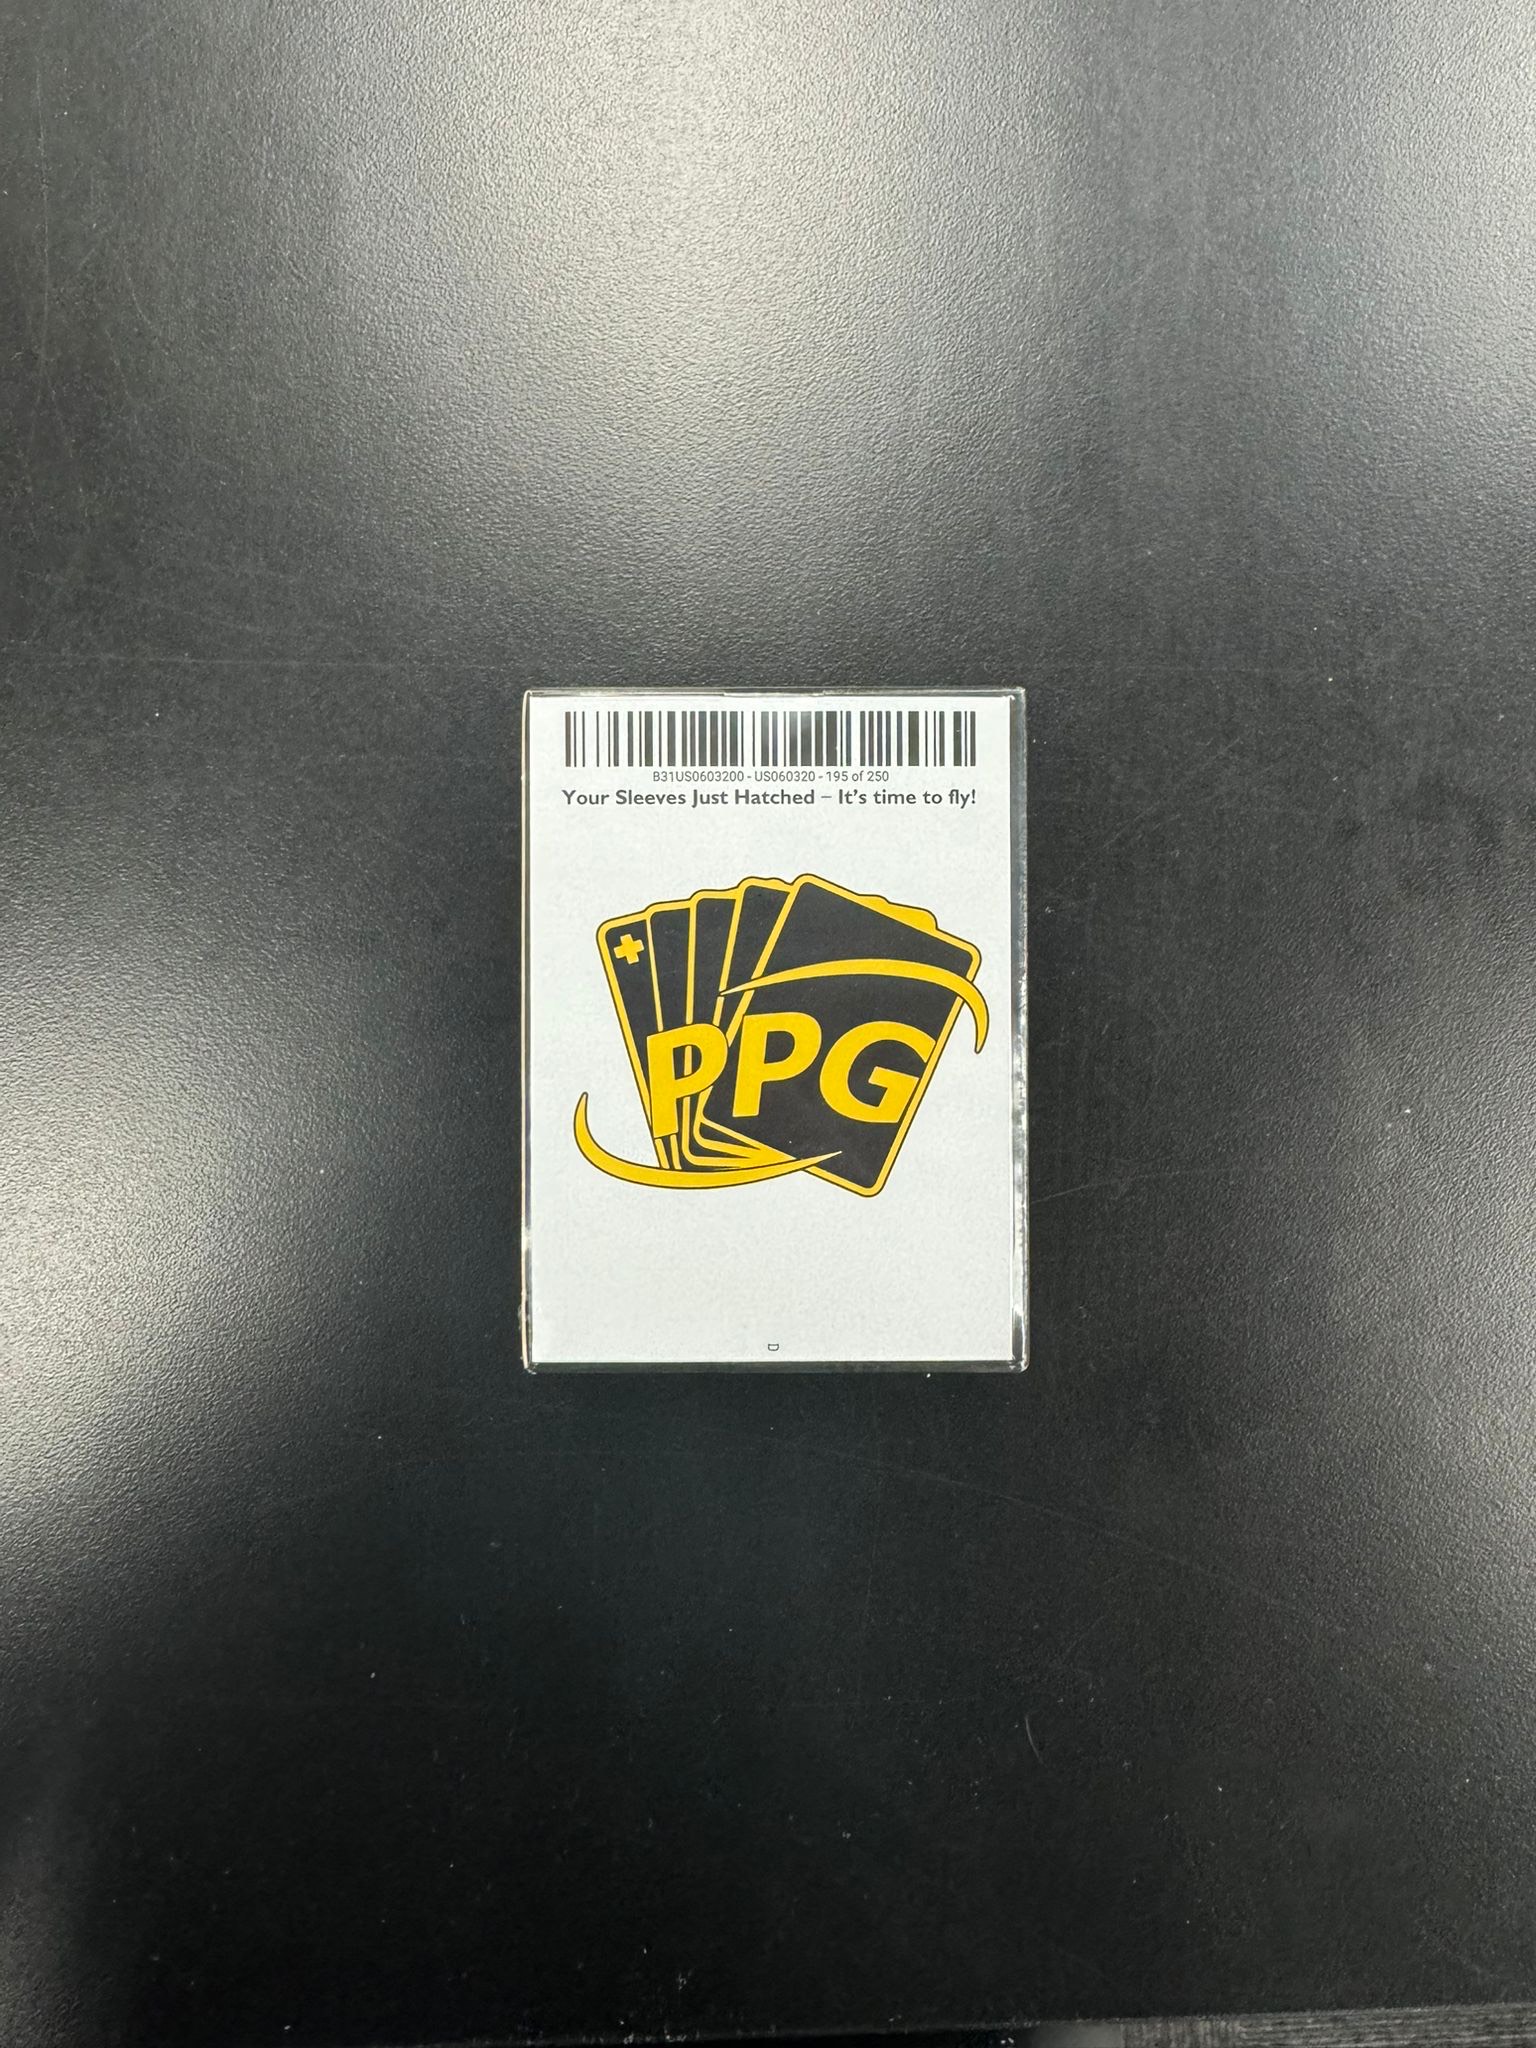 B31US0603200 - US060320 - 195 of 250
Your Sleeves Just Hatched – It's time to fly!
PPG
D